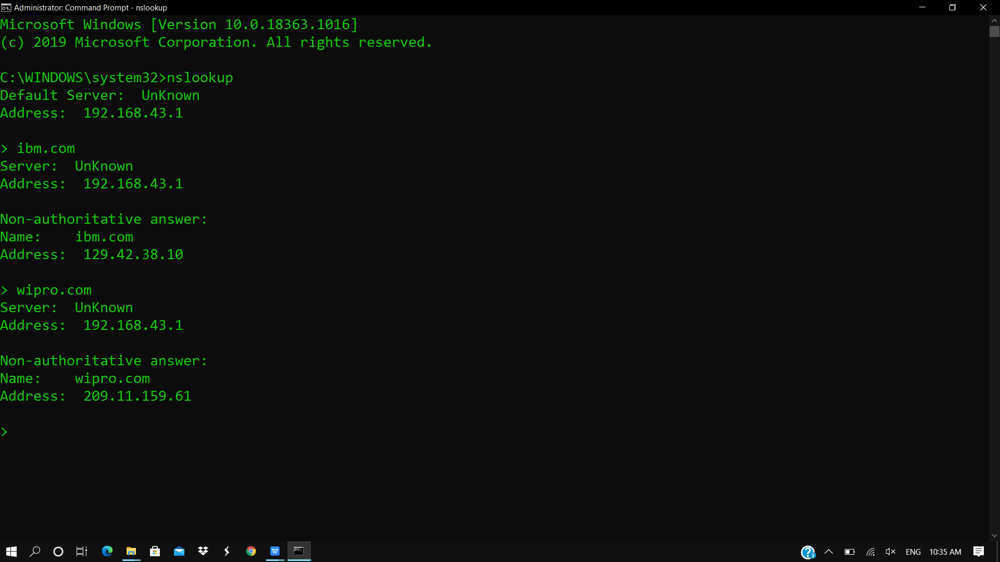 Administrator: Command Prompt - nslookup
Microsoft Windows [Version 10.0.18363.1016]
(c) 2019 Microsoft Corporation. All rights reserved.
C:\WINDOWS\system32>nslookup
Default Server:  UnKnown
Address:  192.168.43.1
> ibm.com
Server:  UnKnown
Address:  192.168.43.1
Non-authoritative answer:
Name:    ibm.com
Address:  129.42.38.10
> wipro.com
Server:  UnKnown
Address:  192.168.43.1
Non-authoritative answer:
Name:    wipro.com
Address:  209.11.159.61
>
ENG 10:35 AM